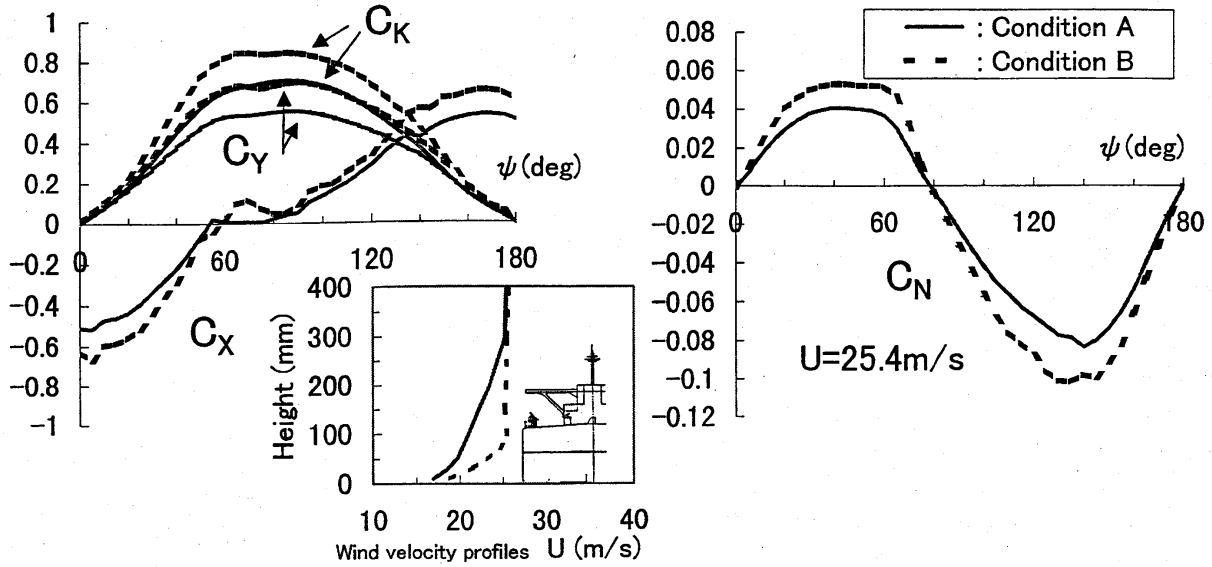 1
0.8
0.6
0.4
0.2
0
-0.2
-0.4
-0.6
-0.8
-1
C_K
C_Y
C_X
ψ(deg)
0 60 120 180
400
300
200
100
0
Height (mm)
10 20 30 40
Wind velocity profiles U (m/s)
: Condition A
: Condition B
0.08
0.06
0.04
0.02
0
-0.02
-0.04
-0.06
-0.08
-0.1
-0.12
ψ(deg)
0 60 120 180
C_N
U=25.4m/s